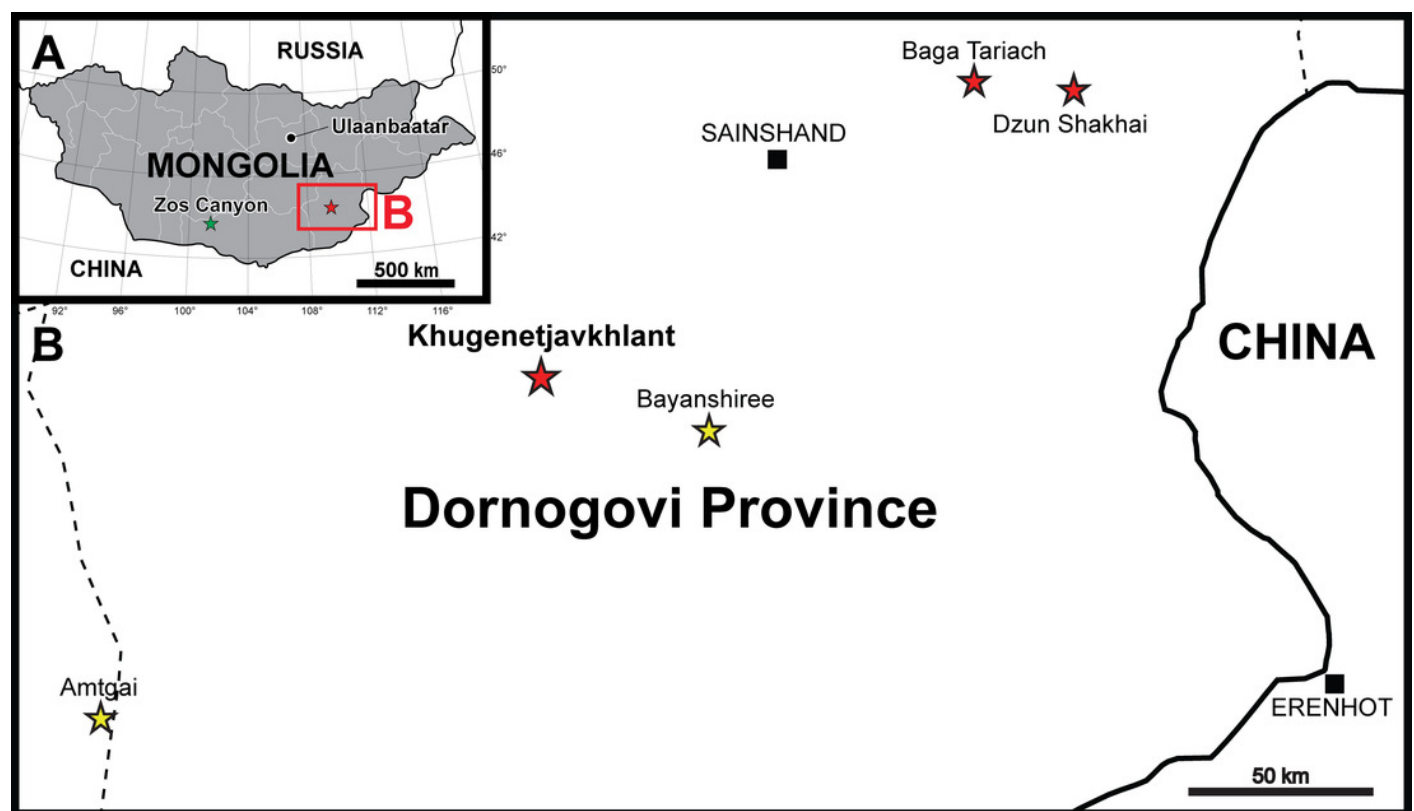 A
RUSSIA
50°
Ulaanbaatar
46°
MONGOLIA
Zos Canyon
B
42°
CHINA
500 km
92°
96°
100°
104°
108°
112°
116°
Baga Tariach
Dzun Shakhai
SAINSHAND
B
Khugenetjavkhlant
CHINA
Bayanshiree
Dornogovi Province
Amtgai
ERENHOT
50 km